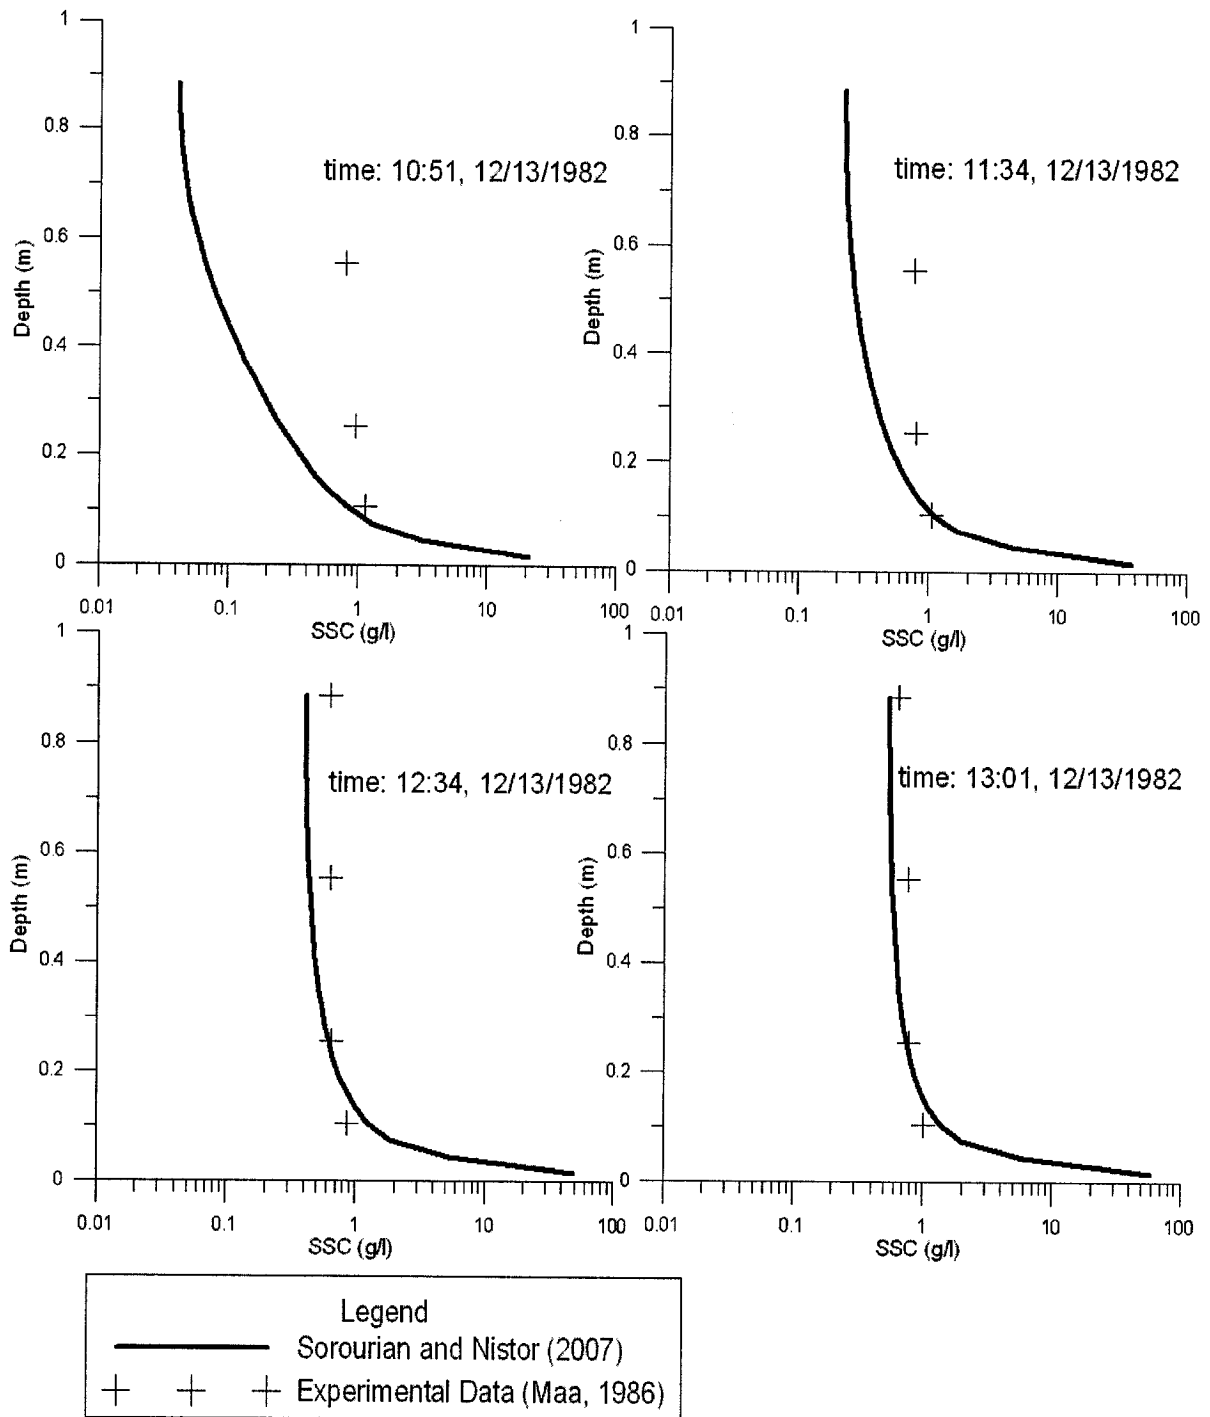 1
0.8
0.6
0.4
0.2
0
Depth (m)
time: 10:51, 12/13/1982
0.01 0.1 1 10 100
SSC (g/l)
1
0.8
0.6
0.4
0.2
0
Depth (m)
time: 11:34, 12/13/1982
0.01 0.1 1 10 100
SSC (g/l)
1
0.8
0.6
0.4
0.2
0
Depth (m)
time: 12:34, 12/13/1982
0.01 0.1 1 10 100
SSC (g/l)
1
0.8
0.6
0.4
0.2
0
Depth (m)
time: 13:01, 12/13/1982
0.01 0.1 1 10 100
SSC (g/l)
Legend
Sorourian and Nistor (2007)
Experimental Data (Maa, 1986)